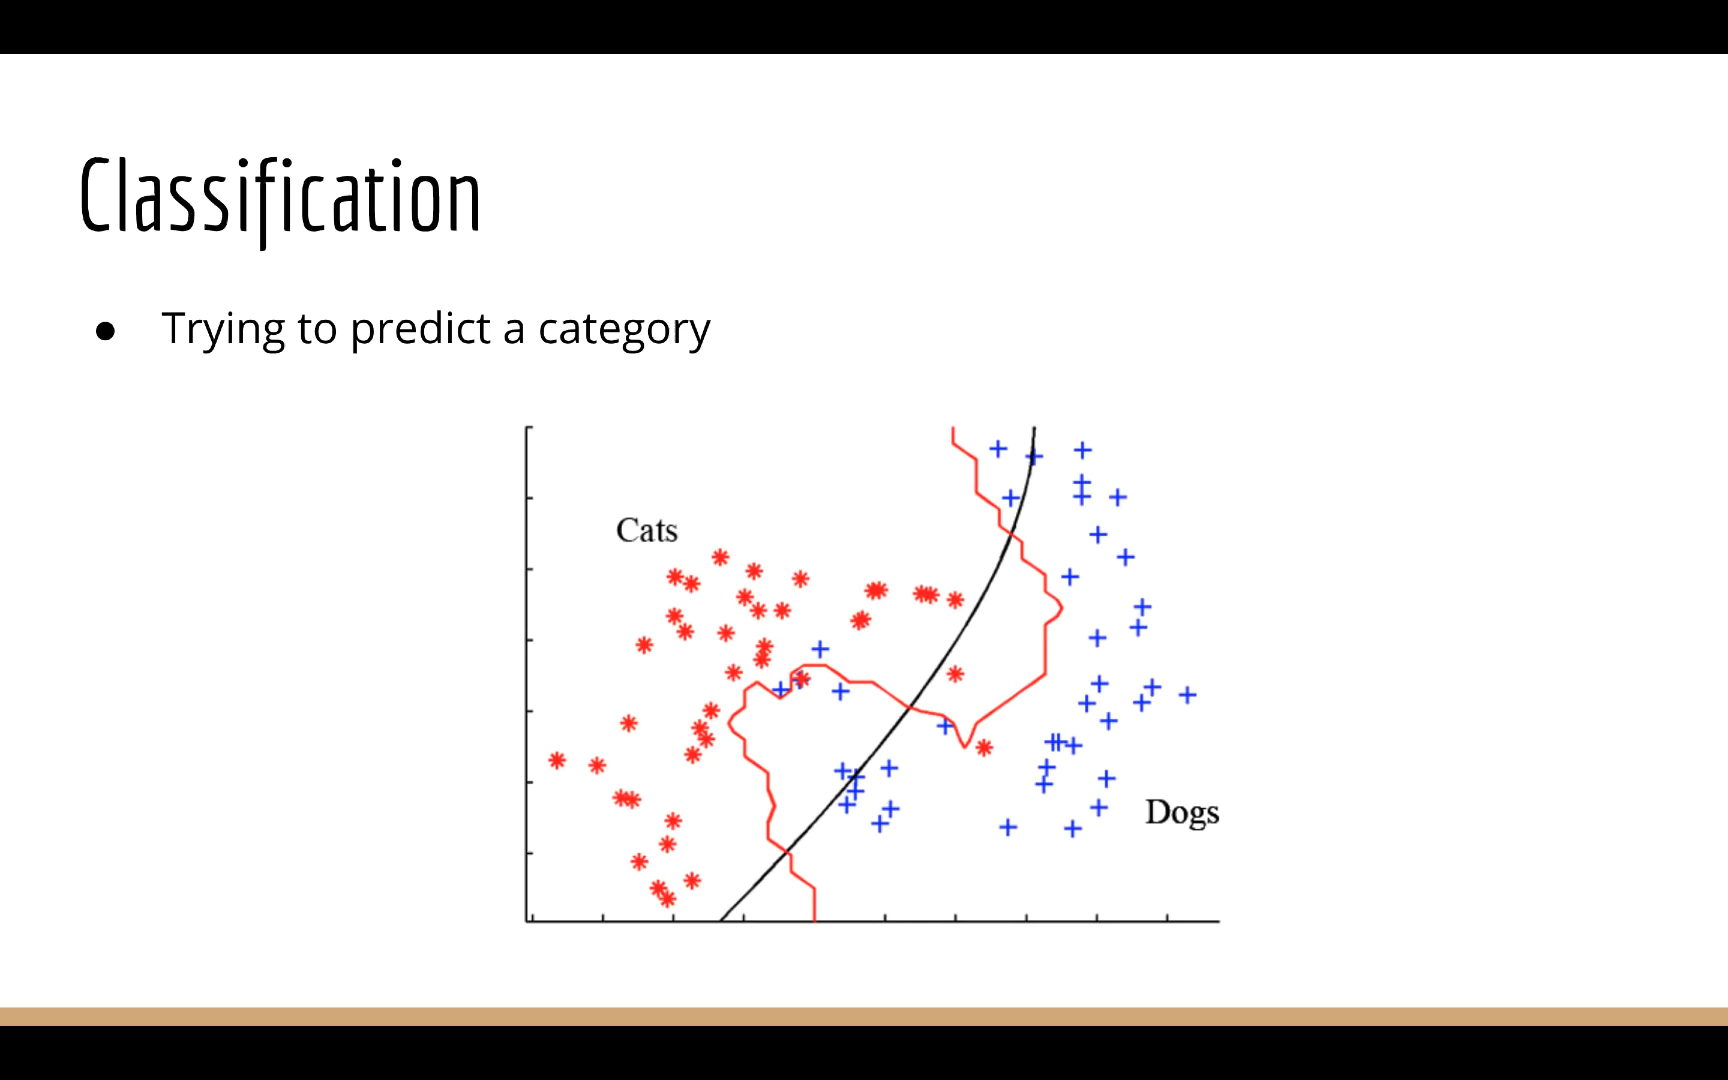 Classification
● Trying to predict a category
Cats
Dogs